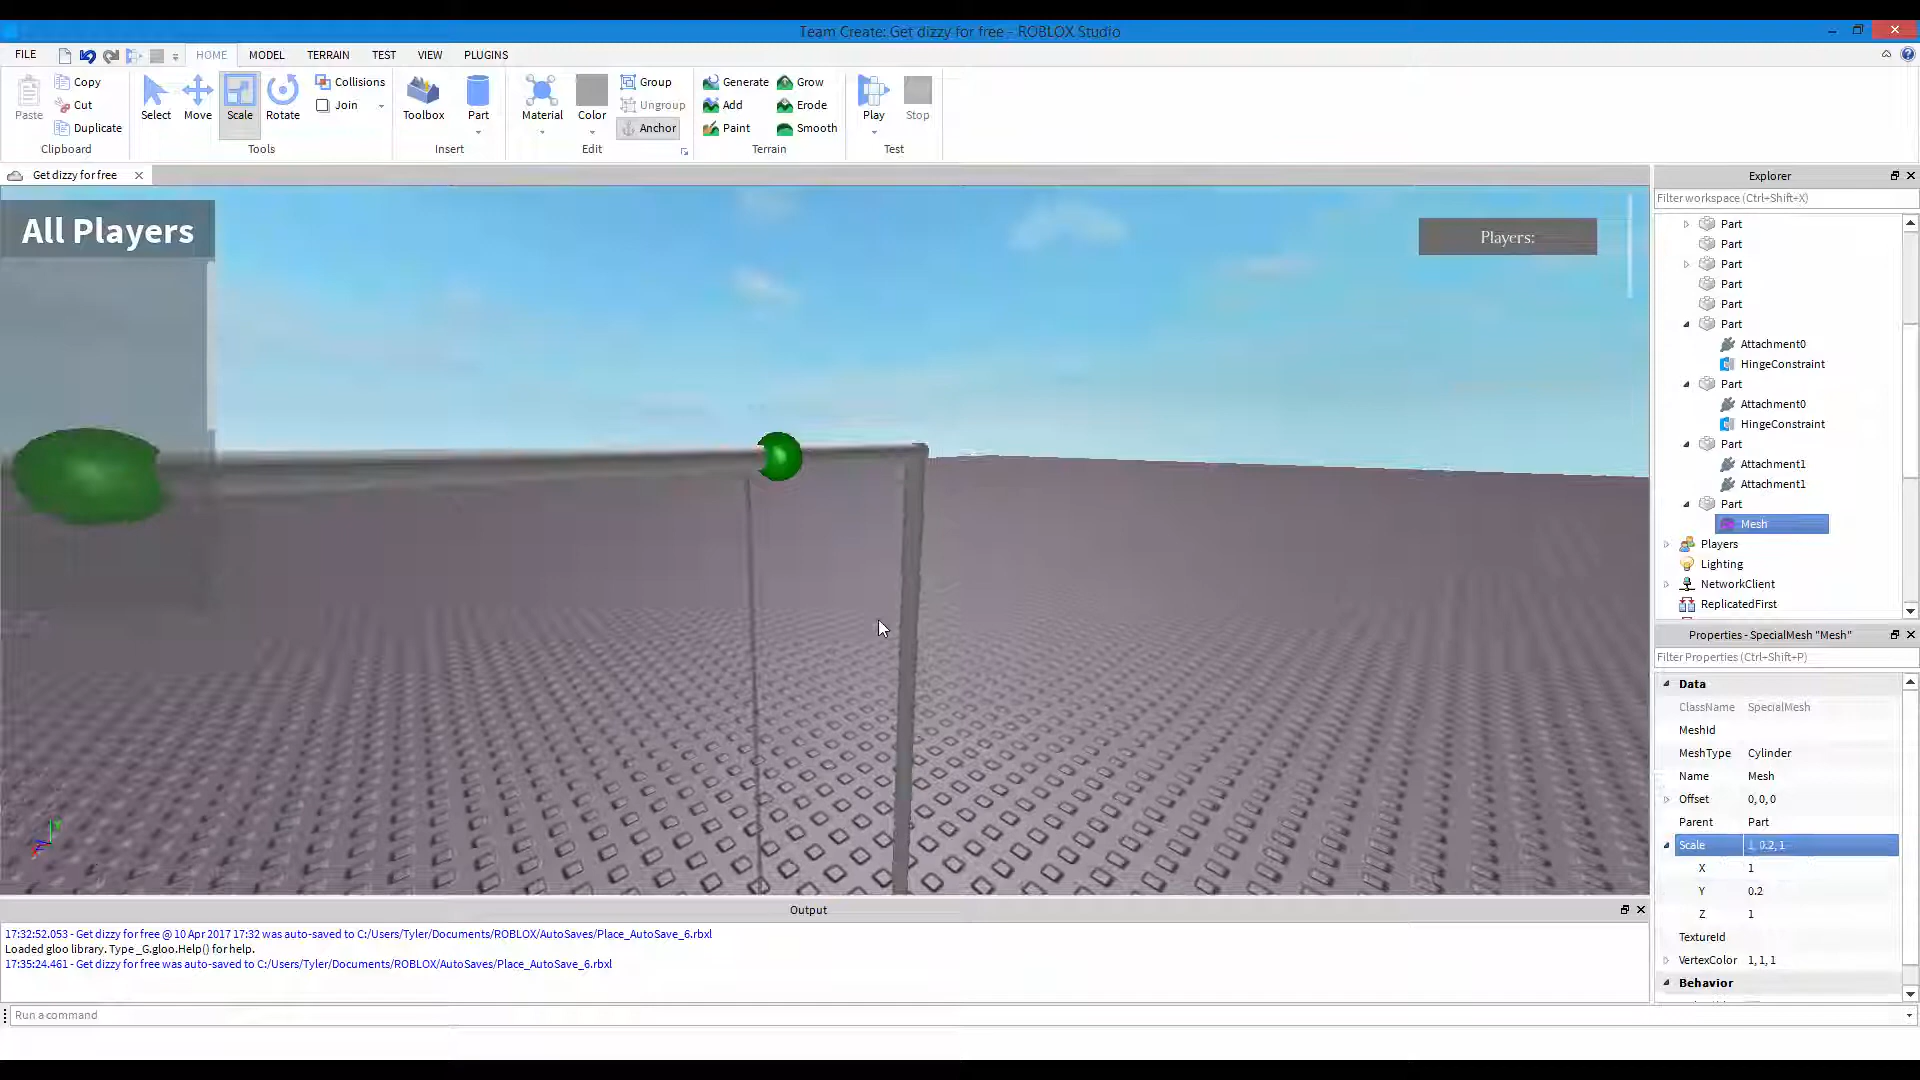 Team Create: Get dizzy for free - ROBLOX Studio
FILE HOME MODEL TERRAIN TEST VIEW PLUGINS
Paste Copy Cut Duplicate Clipboard
Select Move Scale Rotate Collisions Join Tools
Toolbox Part Insert
Material Color Group Ungroup Anchor Edit
Generate Add Paint Grow Erode Smooth Terrain
Play Stop Test
Get dizzy for free
All Players
Players:
Explorer
Filter workspace (Ctrl+Shift+X)
Part
Part
Part
Part
Part
Part
Attachment0
HingeConstraint
Part
Attachment0
HingeConstraint
Part
Attachment1
Attachment1
Part
Mesh
Players
Lighting
NetworkClient
ReplicatedFirst
Properties - SpecialMesh "Mesh"
Filter Properties (Ctrl+Shift+P)
Data
ClassName SpecialMesh
MeshId
MeshType Cylinder
Name Mesh
Offset 0, 0, 0
Parent Part
Scale 1, 0.2, 1
X 1
Y 0.2
Z 1
TextureId
VertexColor 1, 1, 1
Behavior
Output
17:32:52.053 - Get dizzy for free @ 10 Apr 2017 17:32 was auto-saved to C:/Users/Tyler/Documents/ROBLOX/AutoSaves/Place_AutoSave_6.rbxl
Loaded gloo library. Type _G.gloo.Help() for help.
17:35:24.461 - Get dizzy for free was auto-saved to C:/Users/Tyler/Documents/ROBLOX/AutoSaves/Place_AutoSave_6.rbxl
Run a command